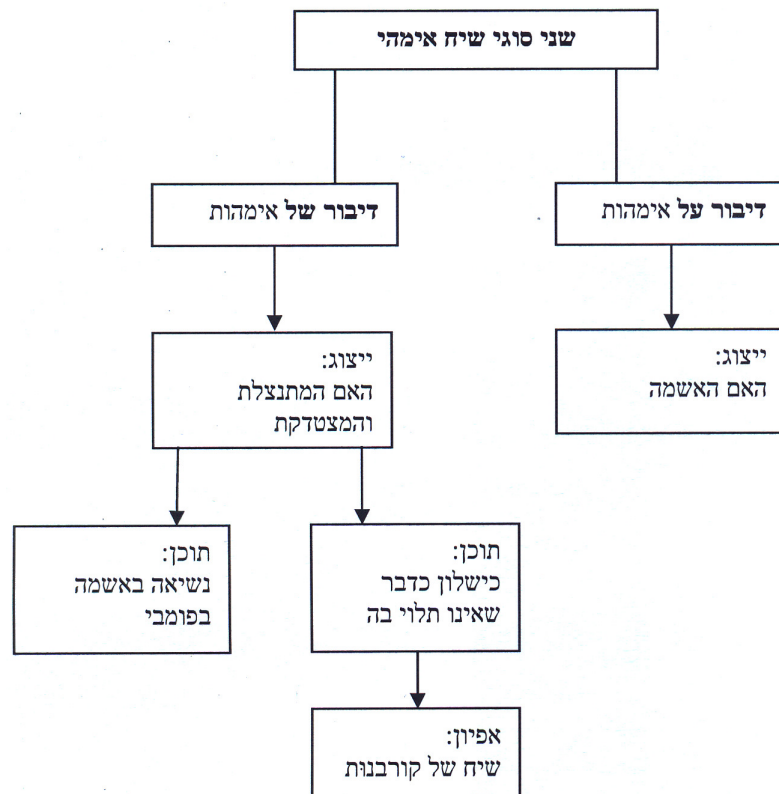 שני סוגי שיח אימהי
דיבור על אימהות
דיבור של אימהות
ייצוג:
האם האשמה
ייצוג:
האם המתנצלת
והמצטדקת
תוכן:
כישלון כדבר
שאינו תלוי בה
תוכן:
נשיאה באשמה
בפומבי
אפיון:
שיח של קורבנוּת